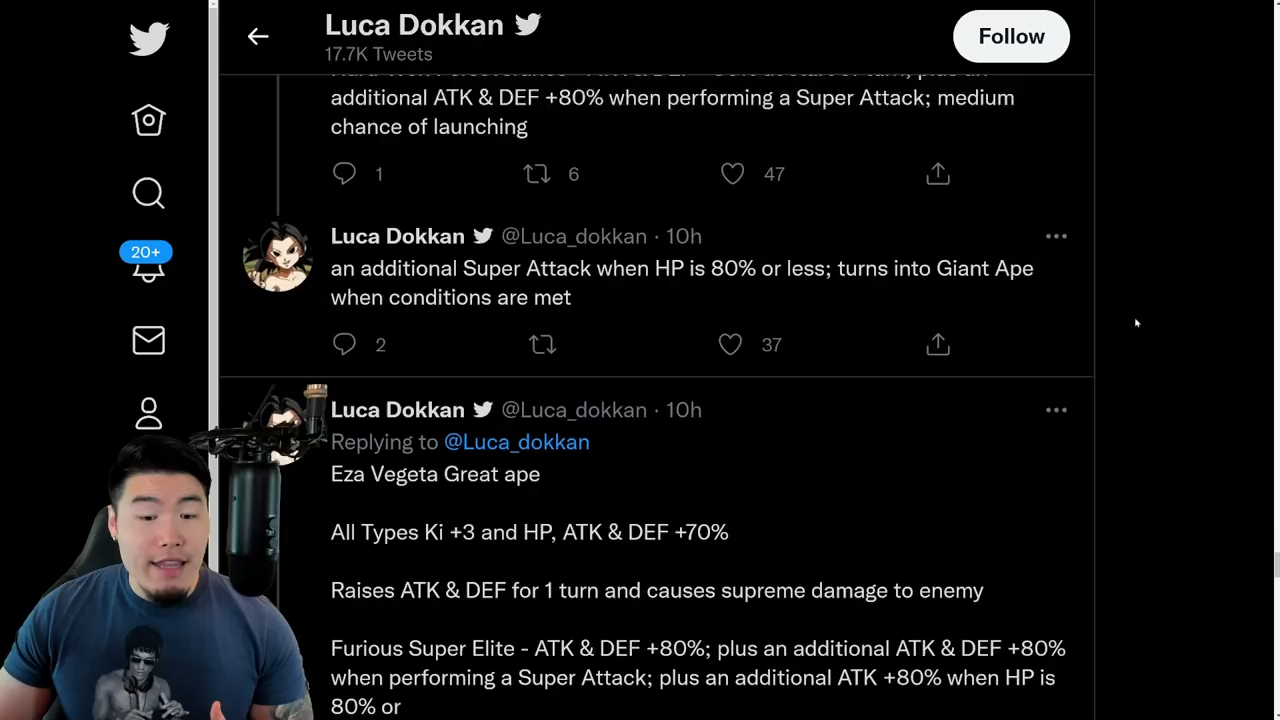 Luca Dokkan
17.7K Tweets
Follow
additional ATK & DEF +80% when performing a Super Attack; medium
chance of launching
1 6 47
Luca Dokkan @Luca_dokkan · 10h
20+
an additional Super Attack when HP is 80% or less; turns into Giant Ape
when conditions are met
2 37
Luca Dokkan @Luca_dokkan · 10h
Replying to @Luca_dokkan
Eza Vegeta Great ape
All Types Ki +3 and HP, ATK & DEF +70%
Raises ATK & DEF for 1 turn and causes supreme damage to enemy
Furious Super Elite - ATK & DEF +80%; plus an additional ATK & DEF +80%
when performing a Super Attack; plus an additional ATK +80% when HP is
80% or